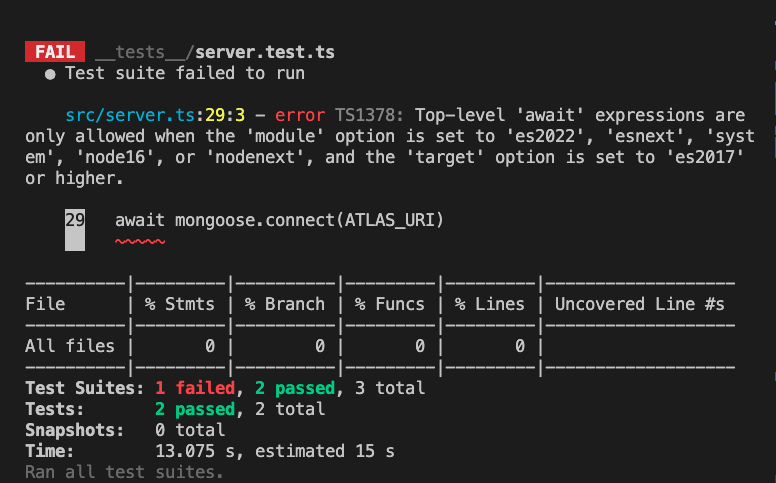 FAIL __tests__/server.test.ts
● Test suite failed to run
src/server.ts:29:3 - error TS1378: Top-level 'await' expressions are
only allowed when the 'module' option is set to 'es2022', 'esnext', 'syst
em', 'node16', or 'nodenext', and the 'target' option is set to 'es2017'
or higher.
29 await mongoose.connect(ATLAS_URI)
~~~~~
----------|---------|----------|---------|---------|-------------------
File | % Stmts | % Branch | % Funcs | % Lines | Uncovered Line #s
----------|---------|----------|---------|---------|-------------------
All files | 0 | 0 | 0 | 0 |
----------|---------|----------|---------|---------|-------------------
Test Suites: 1 failed, 2 passed, 3 total
Tests: 2 passed, 2 total
Snapshots: 0 total
Time: 13.075 s, estimated 15 s
Ran all test suites.